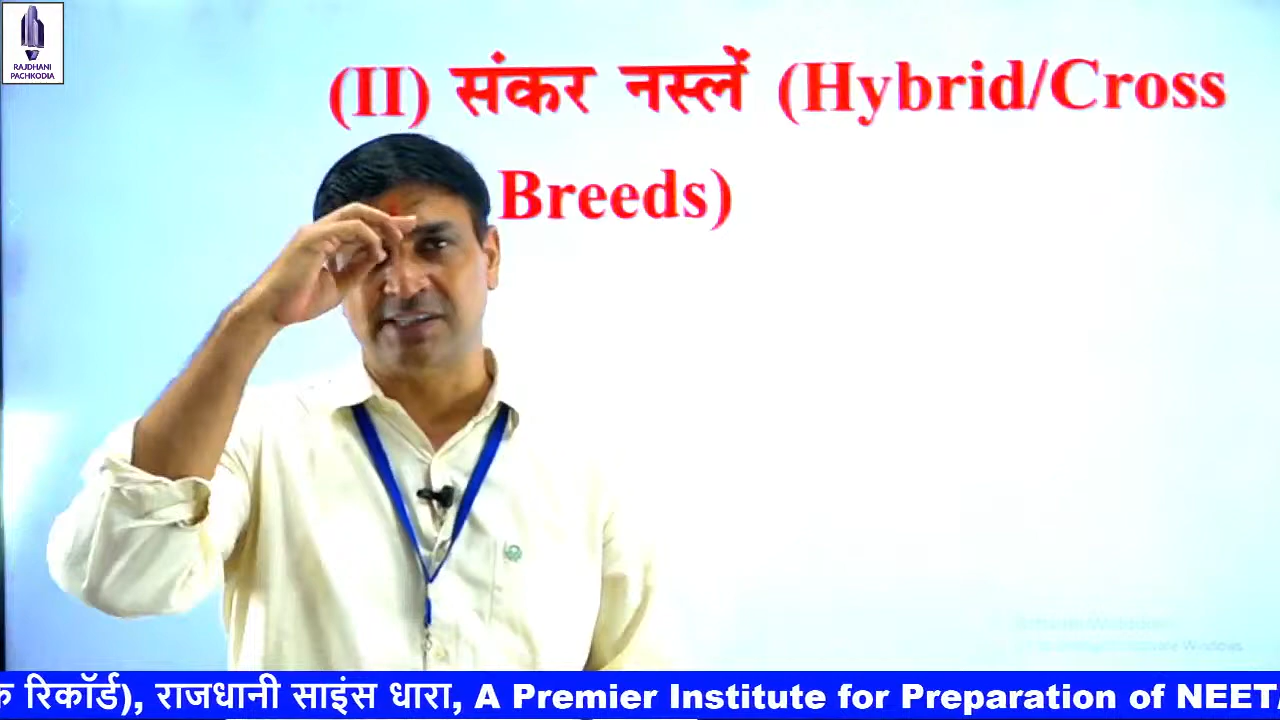 RAJDHANI
PACHKODIA
(II) संकर नस्लें (Hybrid/Cross
Breeds)
क रिकॉर्ड), राजधानी साइंस धारा, A Premier Institute for Preparation of NEET,